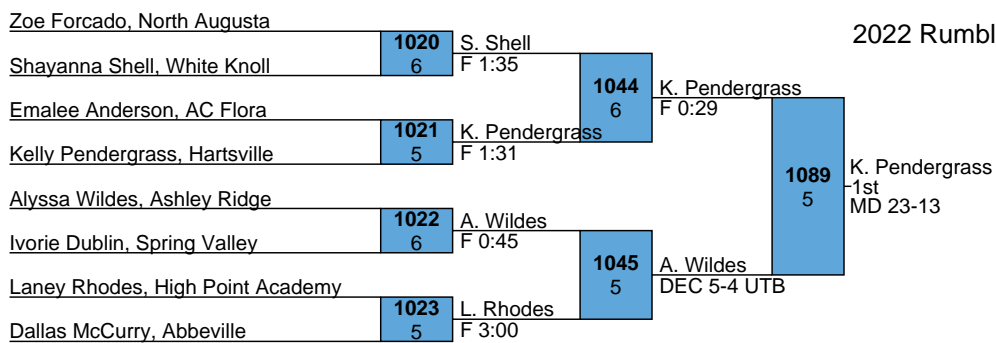 Zoe Forcado, North Augusta
2022 Rumbl
1020
6
S. Shell
F 1:35
Shayanna Shell, White Knoll
1044
6
K. Pendergrass
F 0:29
Emalee Anderson, AC Flora
1021
5
K. Pendergrass
F 1:31
Kelly Pendergrass, Hartsville
1089
5
K. Pendergrass
1st
MD 23-13
Alyssa Wildes, Ashley Ridge
1022
6
A. Wildes
F 0:45
Ivorie Dublin, Spring Valley
1045
5
A. Wildes
DEC 5-4 UTB
Laney Rhodes, High Point Academy
1023
5
L. Rhodes
F 3:00
Dallas McCurry, Abbeville